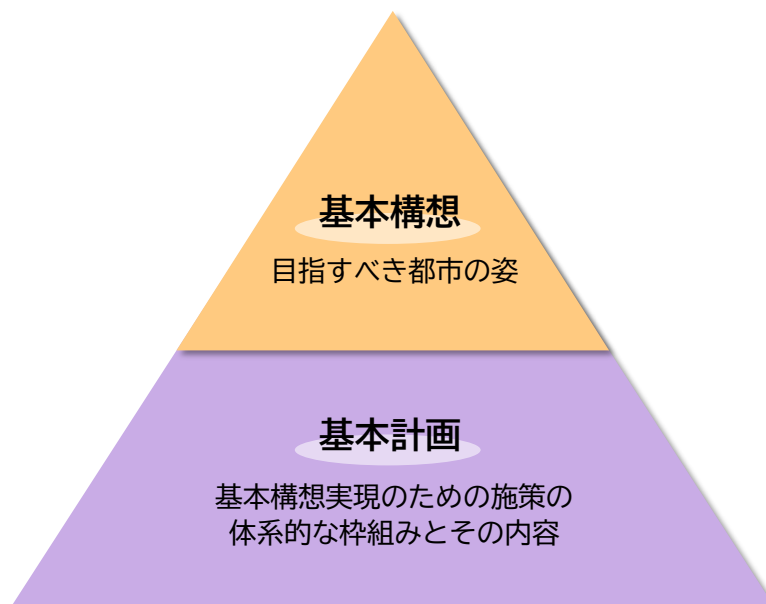 基本構想
目指すべき都市の姿
基本計画
基本構想実現のための施策の
体系的な枠組みとその内容